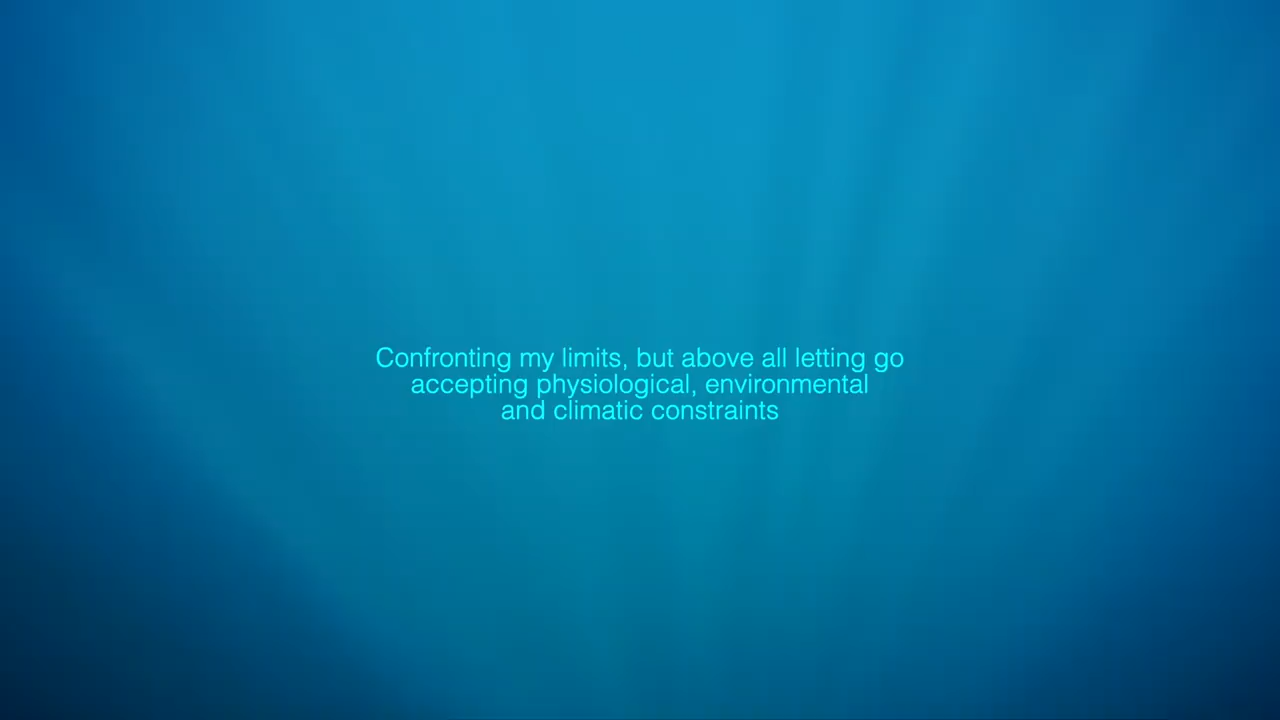 Confronting my limits, but above all letting go
accepting physiological, environmental
and climatic constraints